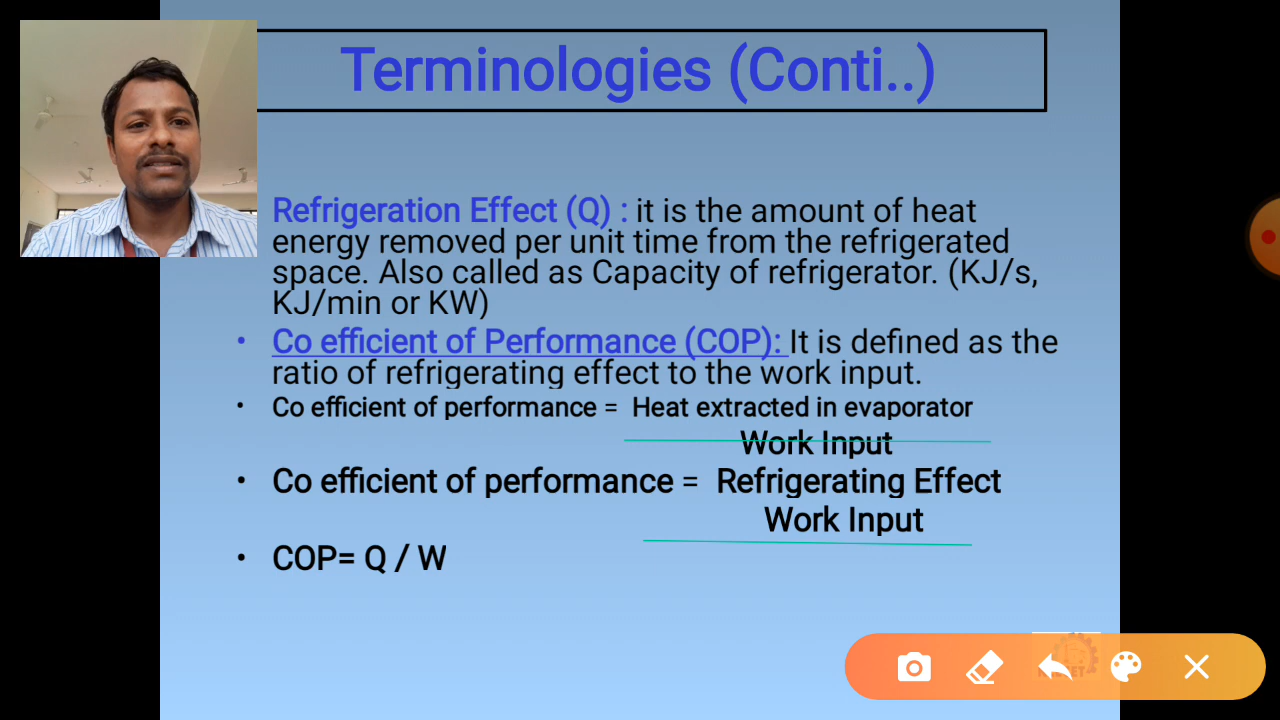 Terminologies (Conti..)
Refrigeration Effect (Q) : it is the amount of heat
energy removed per unit time from the refrigerated
space. Also called as Capacity of refrigerator. (KJ/s,
KJ/min or KW)
• Co efficient of Performance (COP): It is defined as the
ratio of refrigerating effect to the work input.
• Co efficient of performance = Heat extracted in evaporator
Work Input
• Co efficient of performance = Refrigerating Effect
Work Input
• COP= Q / W